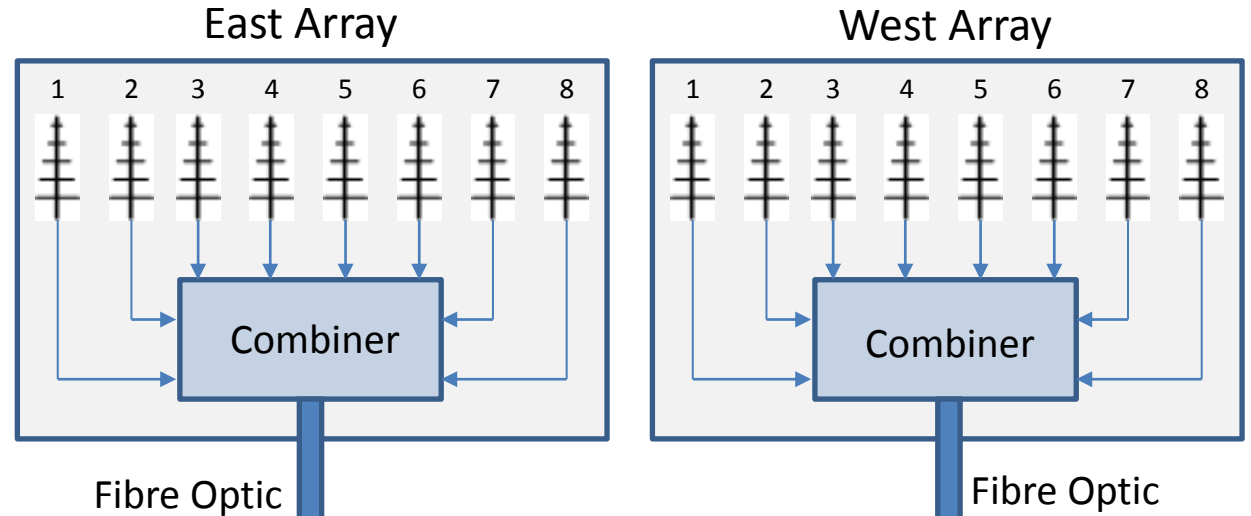 East Array
1 2 3 4 5 6 7 8
Combiner
Fibre Optic
West Array
1 2 3 4 5 6 7 8
Combiner
Fibre Optic